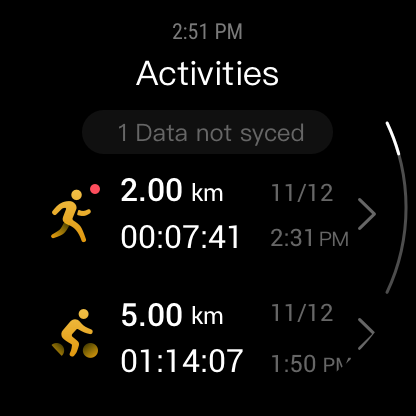 2:51 PM
Activities
1 Data not syced
2.00 km 11/12
00:07:41 2:31 PM
5.00 km 11/12
01:14:07 1:50 PM